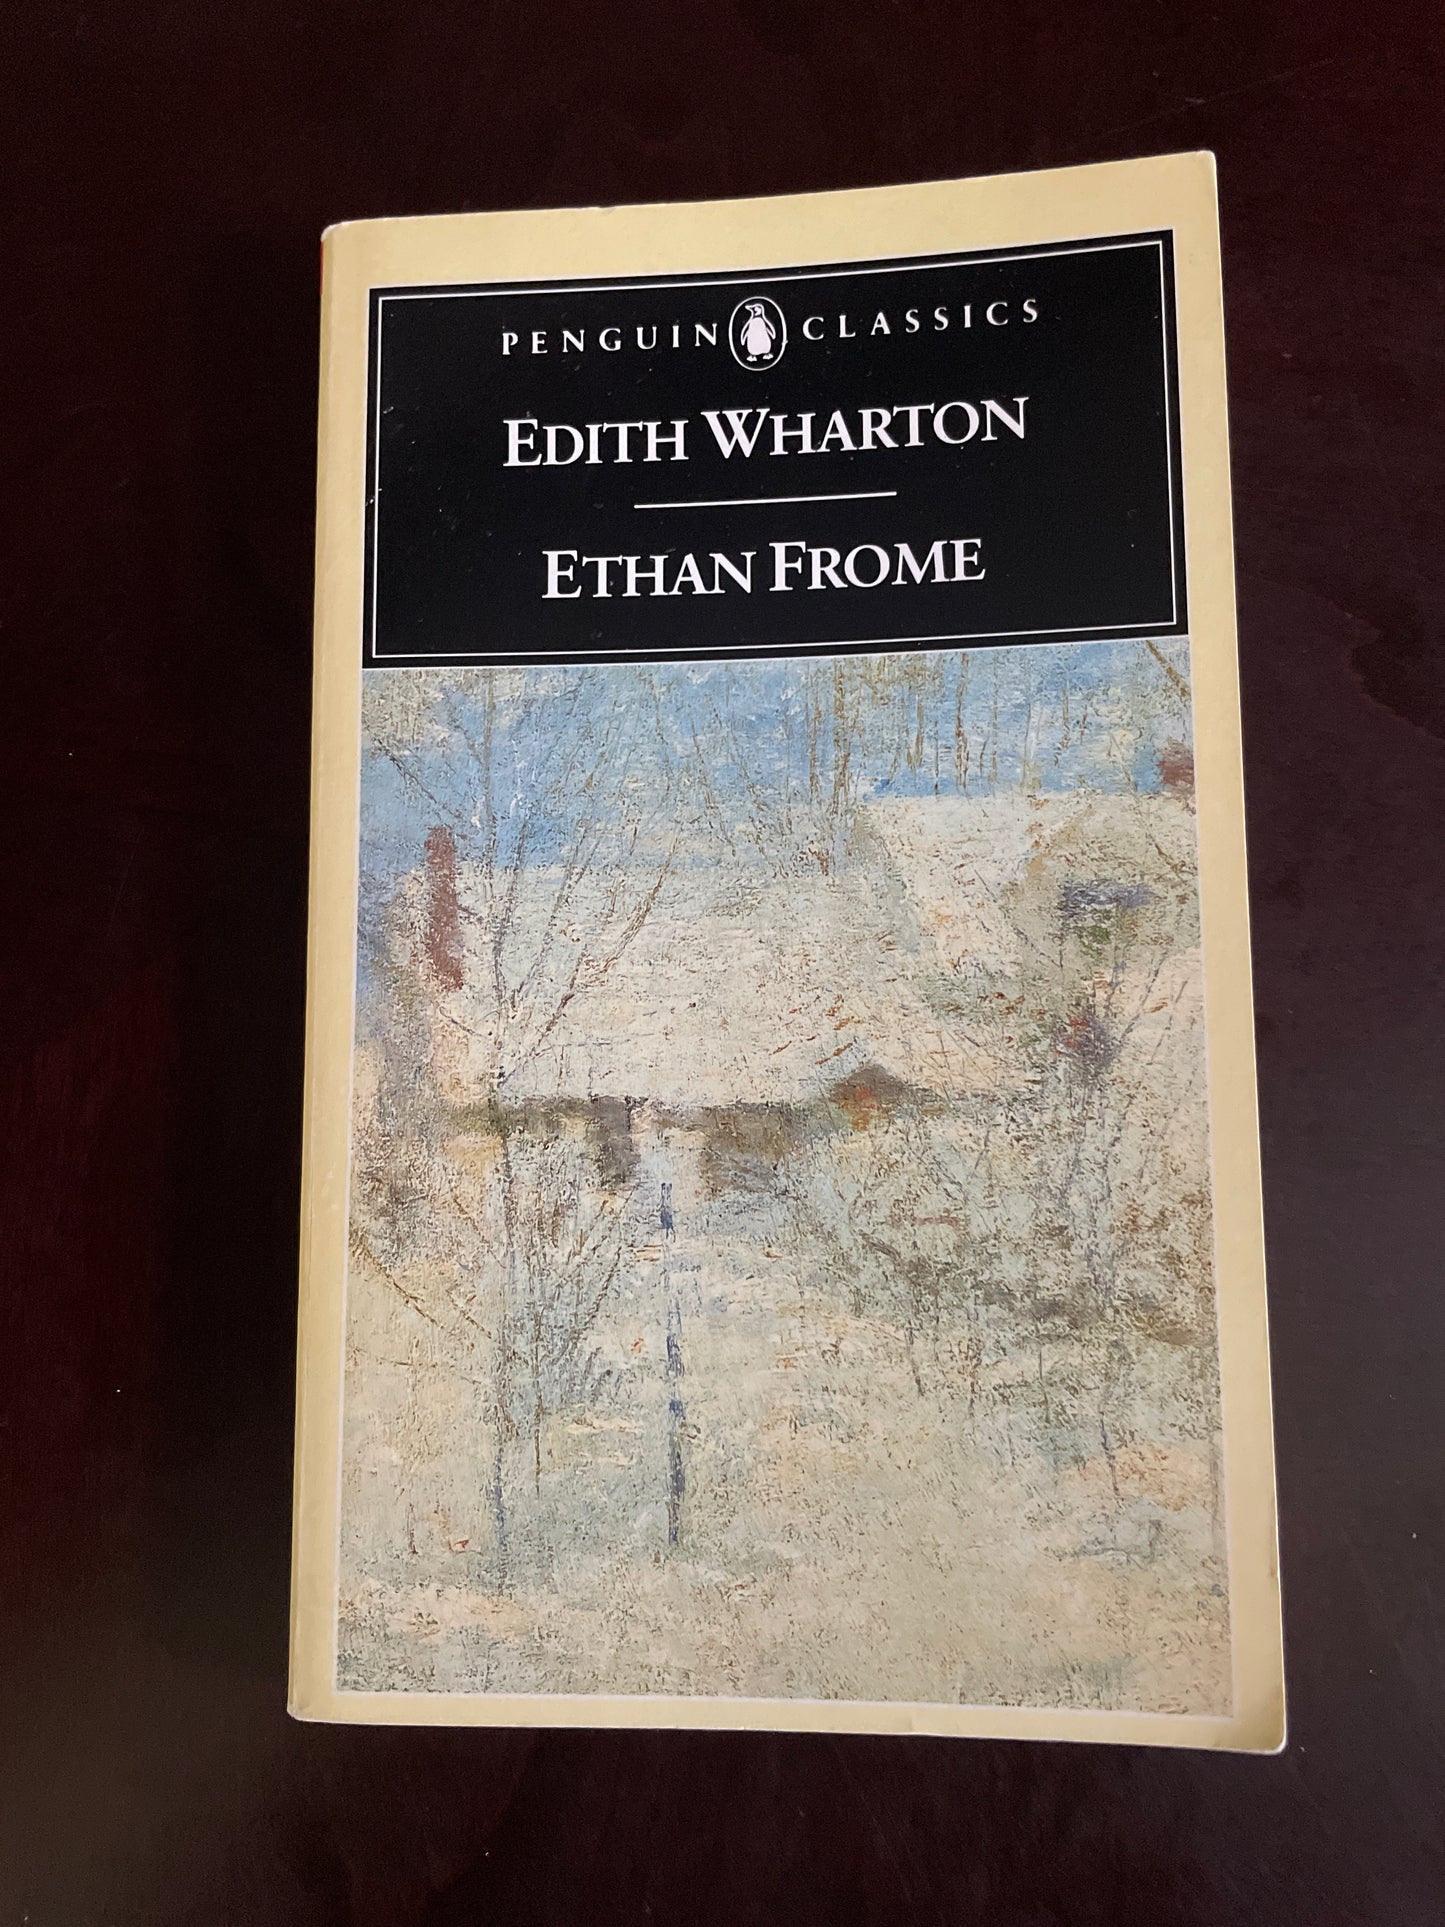 PENGUIN CLASSICS
EDITH WHARTON
ETHAN FROME